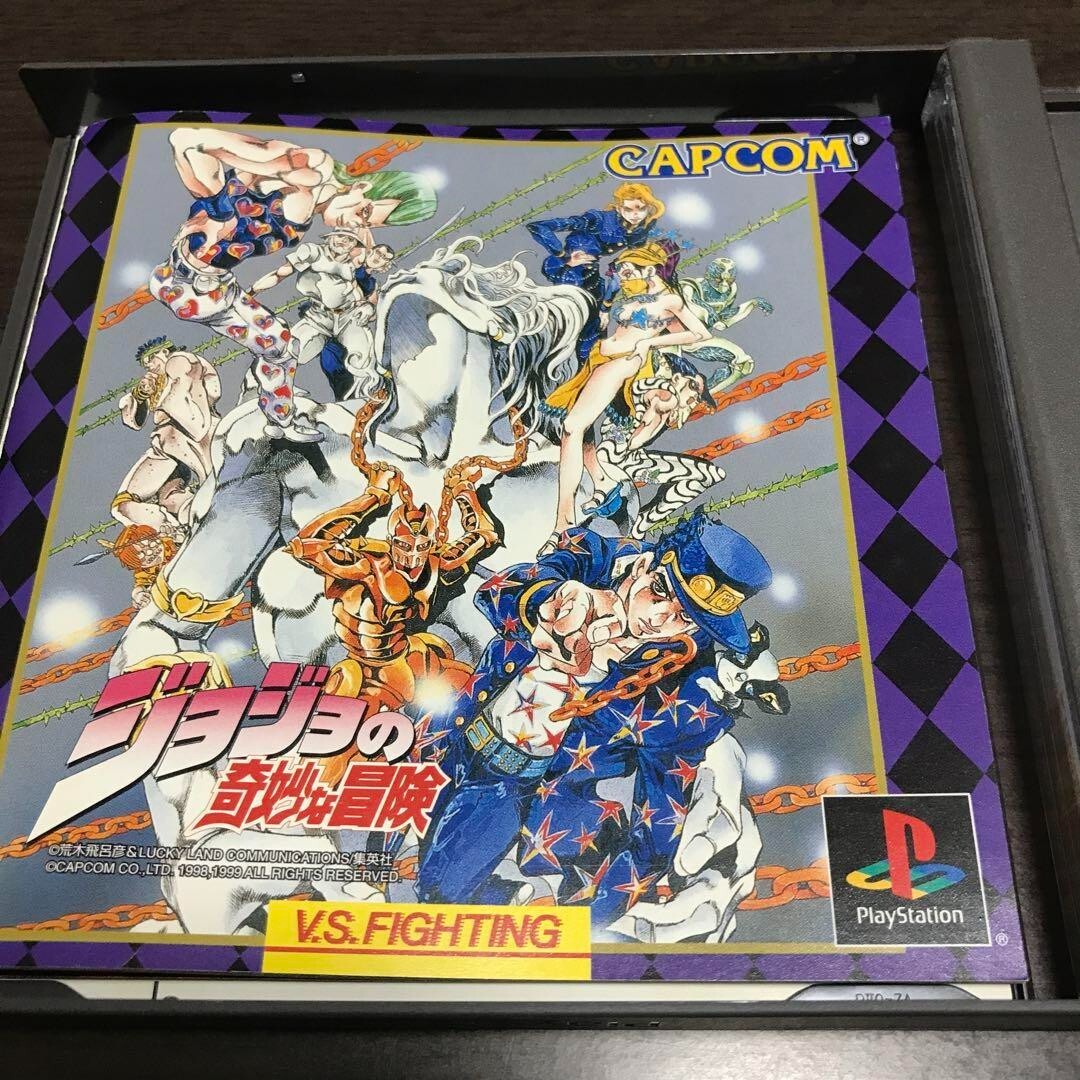 CAPCOM®
ジョジョの
奇妙な冒険
©荒木飛呂彦&LUCKY LAND COMMUNICATIONS/集英社
©CAPCOM CO.,LTD. 1998,1999 ALL RIGHTS RESERVED.
V.S. FIGHTING
PlayStation
®